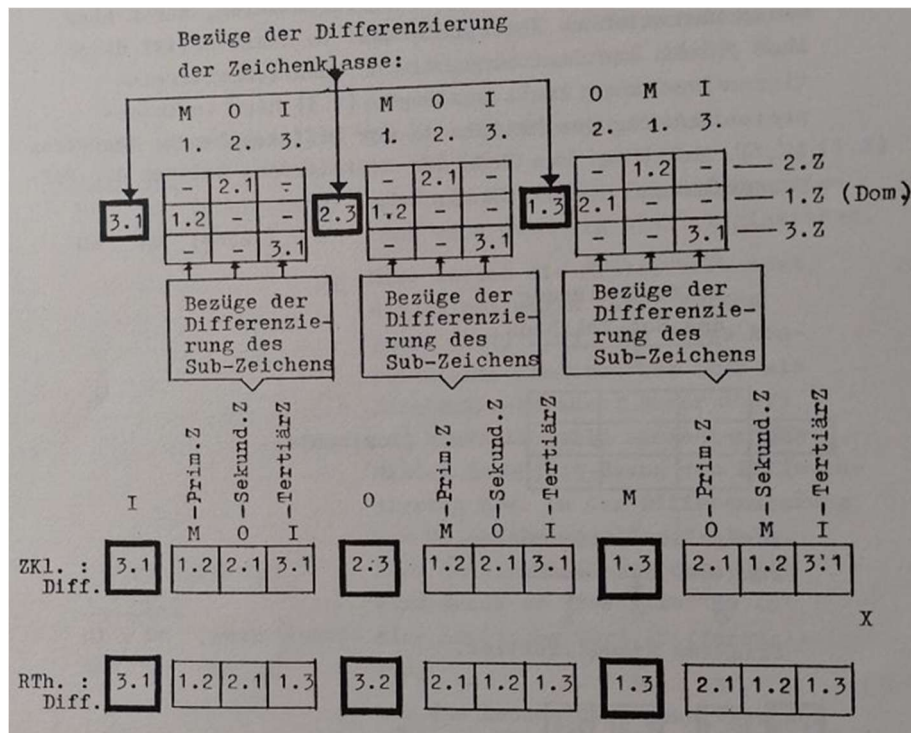 Bezüge der Differenzierung
der Zeichenklasse:
M O I M O I O M I
1. 2. 3. 1. 2. 3. 2. 1. 3.
- 2.1 - - 2.1 - - 1.2 - — 2.Z
3.1 1.2 - - 2.3 1.2 - - 1.3 2.1 - - — 1.Z (Dom)
- - 3.1 - - 3.1 - - 3.1 — 3.Z
Bezüge der Bezüge der Bezüge der
Differenzie- Differenzie- Differenzie-
rung des rung des rung des
Sub-Zeichens Sub-Zeichens Sub-Zeichens
I M-Prim.Z O-Sekund.Z I-TertiärZ O M-Prim.Z O-Sekund.Z I-TertiärZ M O-Prim.Z M-Sekund.Z I-TertiärZ
ZKl. : 3.1 1.2 2.1 3.1 2.3 1.2 2.1 3.1 1.3 2.1 1.2 3.1
Diff.
X
RTh. : 3.1 1.2 2.1 1.3 3.2 2.1 1.2 1.3 1.3 2.1 1.2 1.3
Diff.